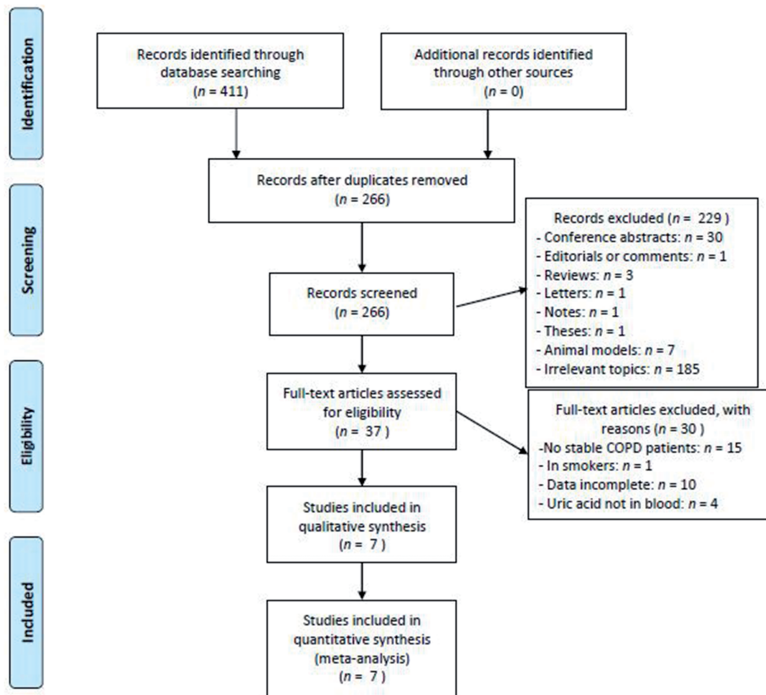 Identification
Records identified through
database searching
(n = 411)
Additional records identified
through other sources
(n = 0)
Records after duplicates removed
(n = 266)
Screening
Records screened
(n = 266)
Records excluded (n = 229 )
- Conference abstracts: n = 30
- Editorials or comments: n = 1
- Reviews: n = 3
- Letters: n = 1
- Notes: n = 1
- Theses: n = 1
- Animal models: n = 7
- Irrelevant topics: n = 185
Eligibility
Full-text articles assessed
for eligibility
(n = 37 )
Full-text articles excluded, with
reasons (n = 30 )
-No stable COPD patients: n = 15
- In smokers: n = 1
- Data incomplete: n = 10
- Uric acid not in blood: n = 4
Studies included in
qualitative synthesis
(n = 7 )
Included
Studies included in
quantitative synthesis
(meta-analysis)
(n = 7 )